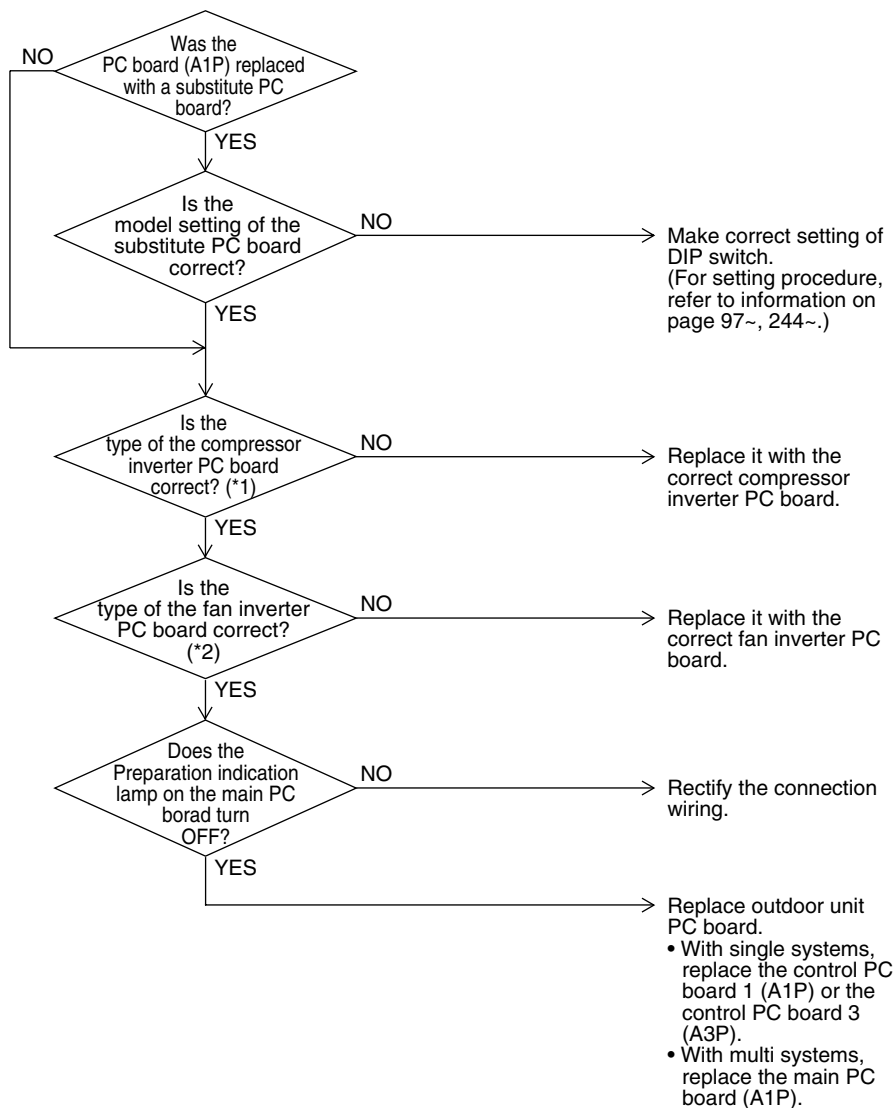 Was the
PC board (A1P) replaced
with a substitute PC
board?
NO
YES
Is the
model setting of the
substitute PC board
correct?
NO
Make correct setting of
DIP switch.
(For setting procedure,
refer to information on
page 97~, 244~.)
YES
Is the
type of the compressor
inverter PC board
correct? (*1)
NO
Replace it with the
correct compressor
inverter PC board.
YES
Is the
type of the fan inverter
PC board correct?
(*2)
NO
Replace it with the
correct fan inverter PC
board.
YES
Does the
Preparation indication
lamp on the main PC
borad turn
OFF?
NO
Rectify the connection
wiring.
YES
Replace outdoor unit
PC board.
• With single systems,
replace the control PC
board 1 (A1P) or the
control PC board 3
(A3P).
• With multi systems,
replace the main PC
board (A1P).